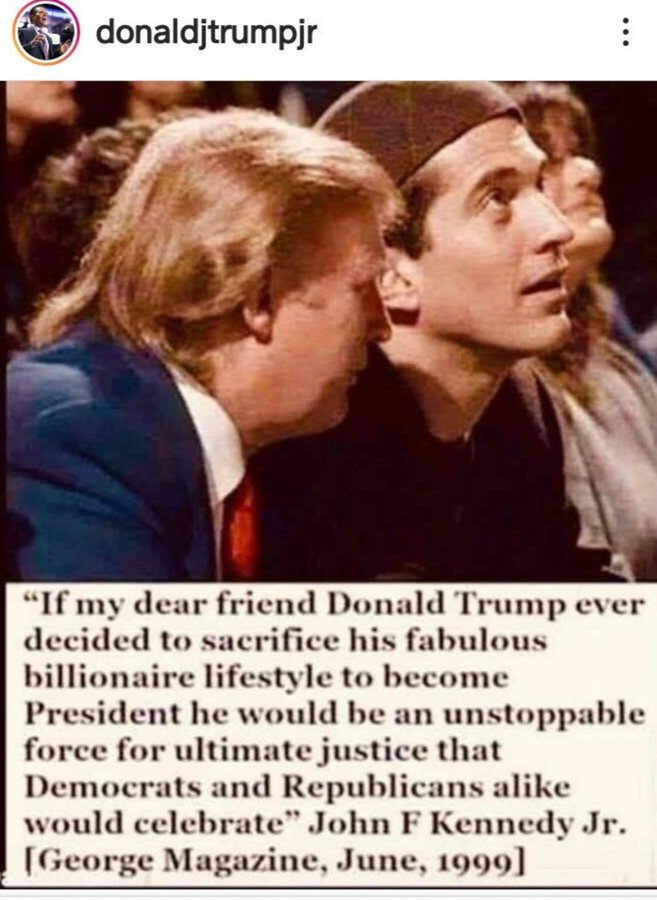 donaldjtrumpjr
“If my dear friend Donald Trump ever
decided to sacrifice his fabulous
billionaire lifestyle to become
President he would be an unstoppable
force for ultimate justice that
Democrats and Republicans alike
would celebrate” John F Kennedy Jr.
[George Magazine, June, 1999]